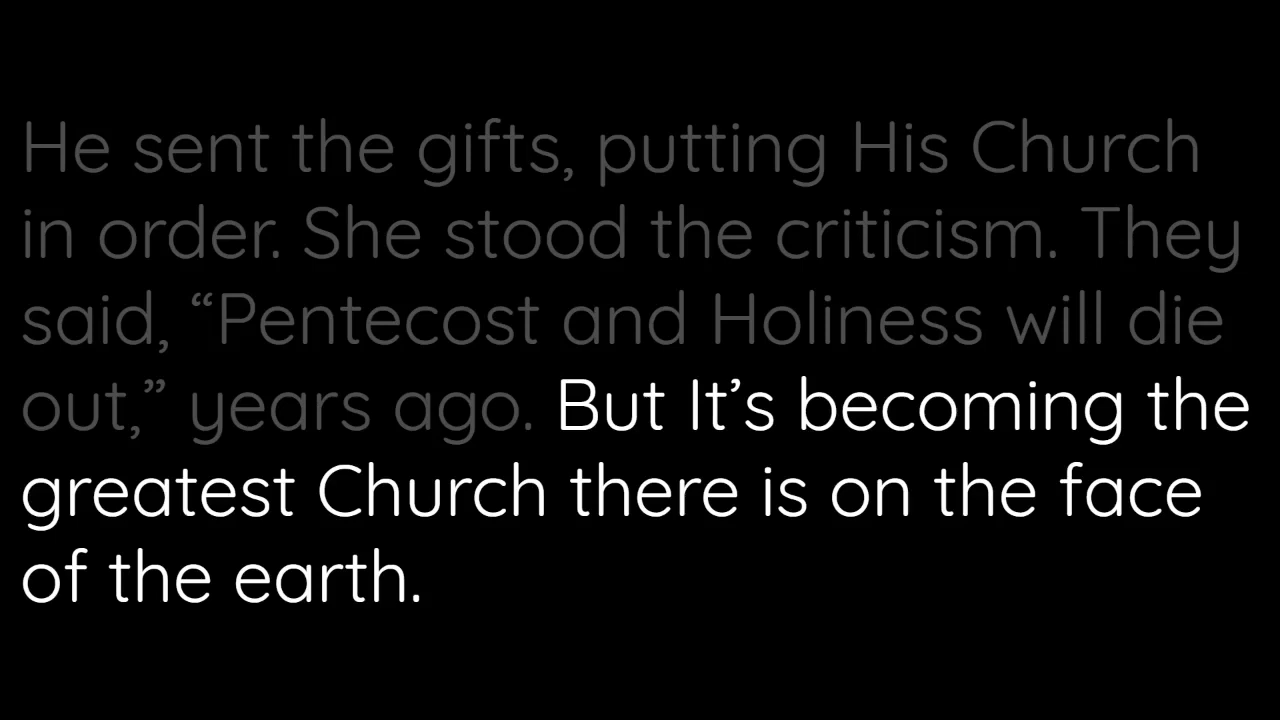 He sent the gifts, putting His Church
in order. She stood the criticism. They
said, “Pentecost and Holiness will die
out,” years ago. But It’s becoming the
greatest Church there is on the face
of the earth.